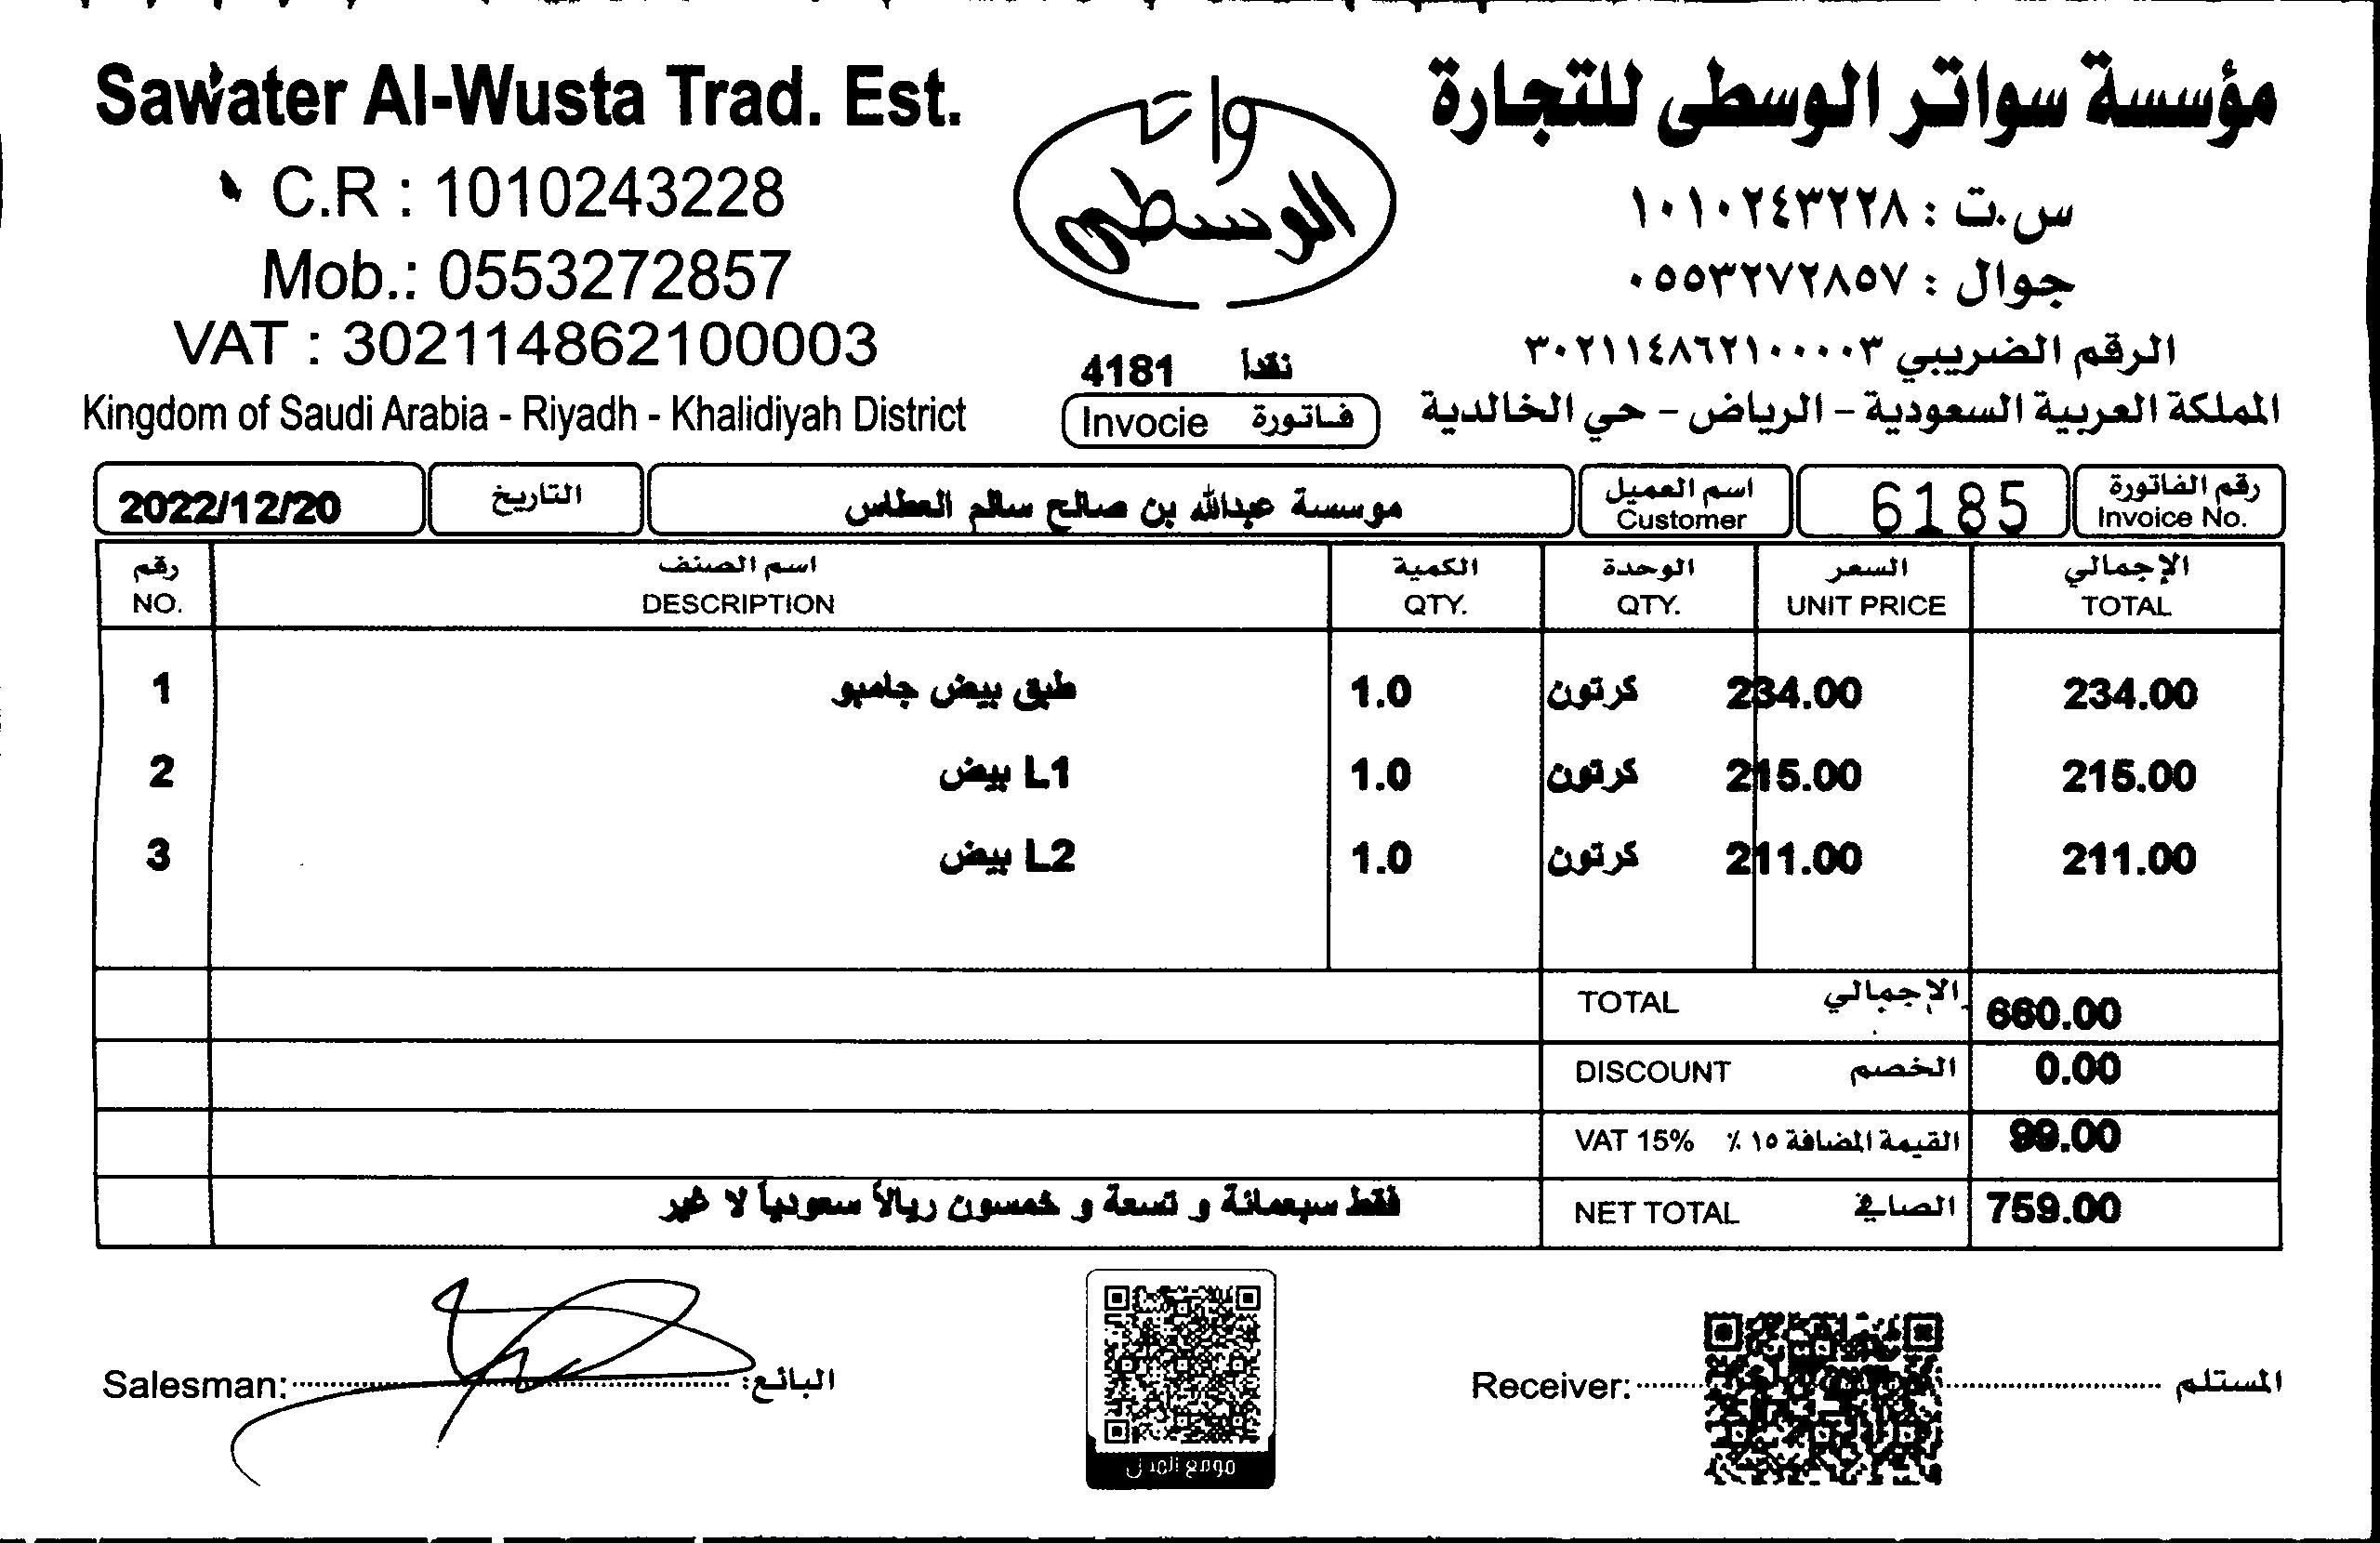 Sawater Al-Wusta Trad. Est.
C.R : 1010243228
Mob.: 0553272857
VAT : 302114862100003
Kingdom of Saudi Arabia - Riyadh - Khalidiyah District
الوسطى
4181 نقدا
Invocie فاتورة
مؤسسة سواتر الوسطى للتجارة
س.ت : ١٠١٠٢٤٣٢٢٨
جوال : ٠٥٥٣٢٧٢٨٥٧
الرقم الضريبي ٣٠٢١١٤٨٦٢١٠٠٠٠٣
المملكة العربية السعودية - الرياض - حي الخالدية
رقم الفاتورة Invoice No. 6185 اسم العميل Customer موسسة عبدالله بن صالح سالم العطاس التاريخ 2022/12/20
رقم اسم الصنف الكمية الوحدة السعر الإجمالي
NO. DESCRIPTION QTY. QTY. UNIT PRICE TOTAL
1 طبق بيض جامبو 1.0 كرتون 234.00 234.00
2 بيض L1 1.0 كرتون 215.00 215.00
3 بيض L2 1.0 كرتون 211.00 211.00
TOTAL الإجمالي 660.00
DISCOUNT الخصم 0.00
VAT 15% القيمة المضافة ١٥ ٪ 99.00
فقط سبعمائة و تسعة و خمسون ريالاً سعودياً لا غير NET TOTAL الصافي 759.00
Salesman: البائع:
موقع المحل
Receiver: المستلم